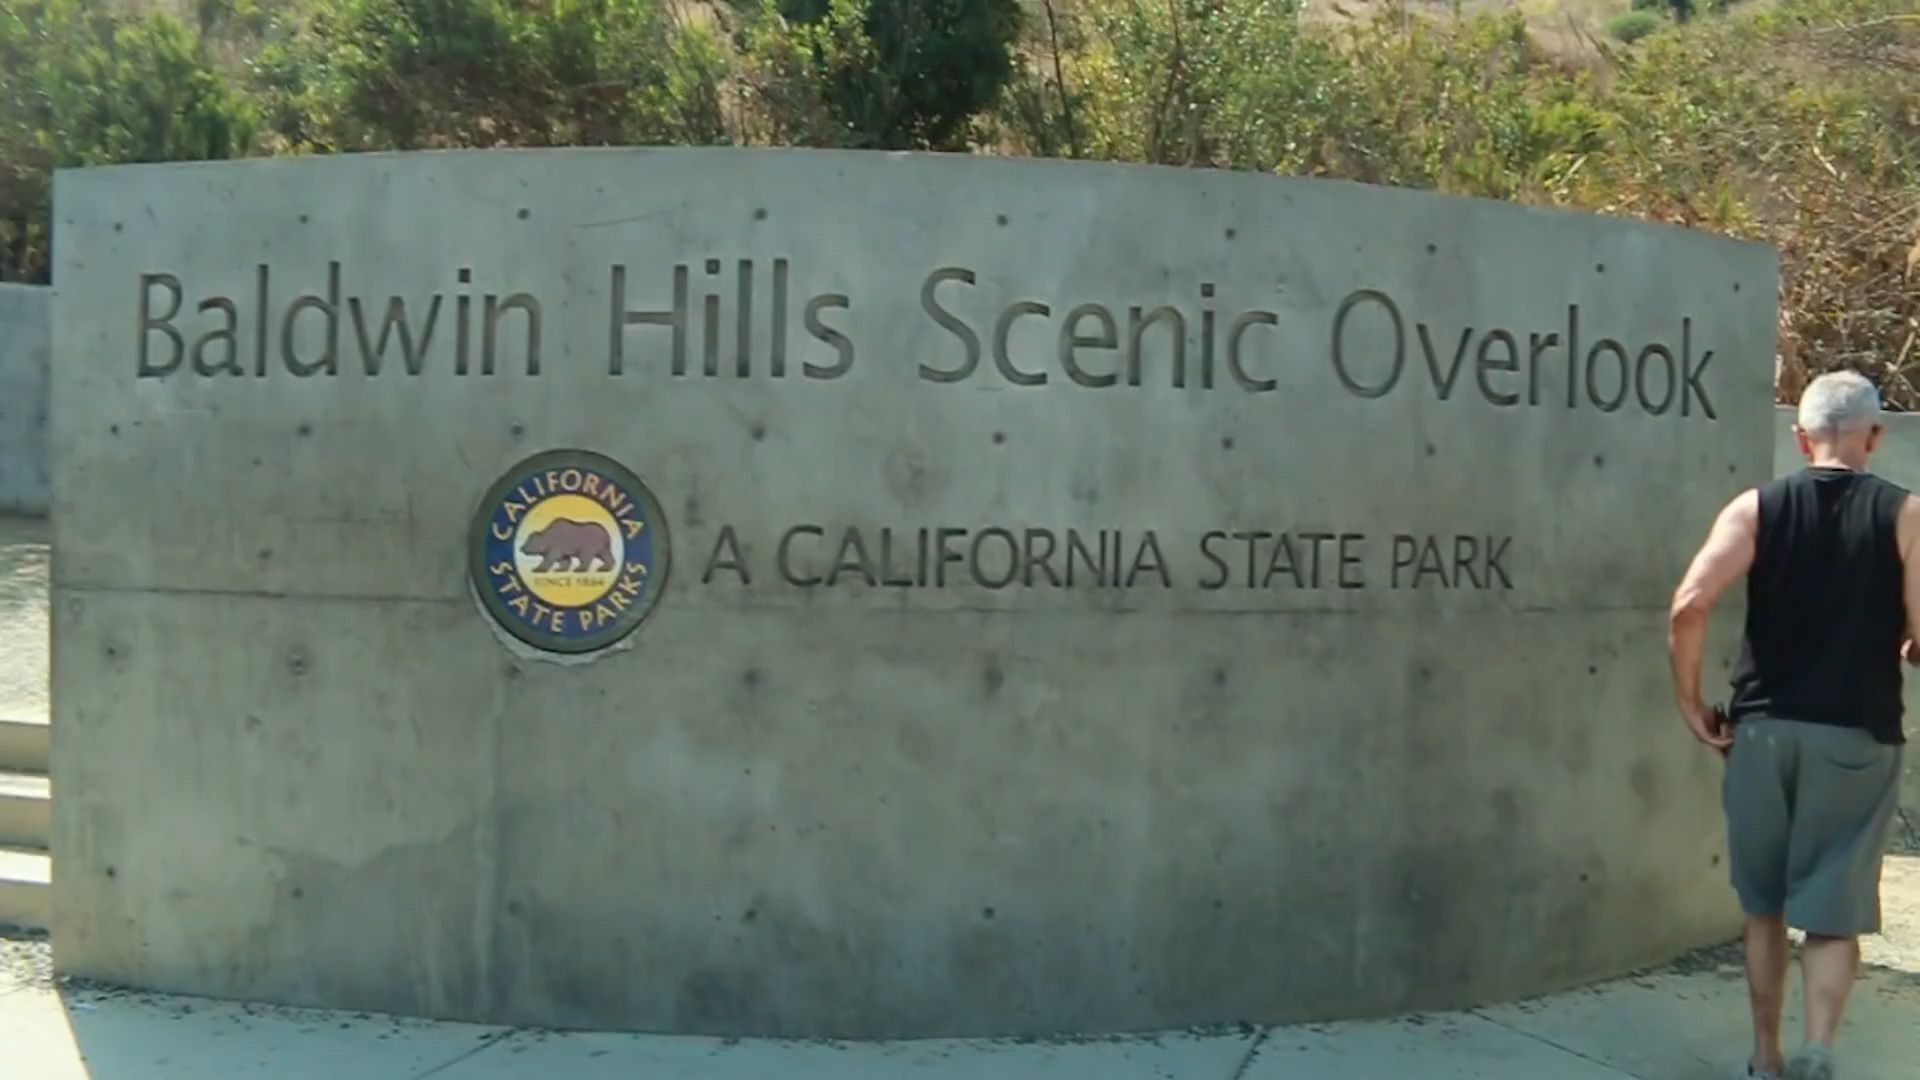 Baldwin Hills Scenic Overlook
CALIFORNIA
SINCE 1864
STATE PARKS
A CALIFORNIA STATE PARK